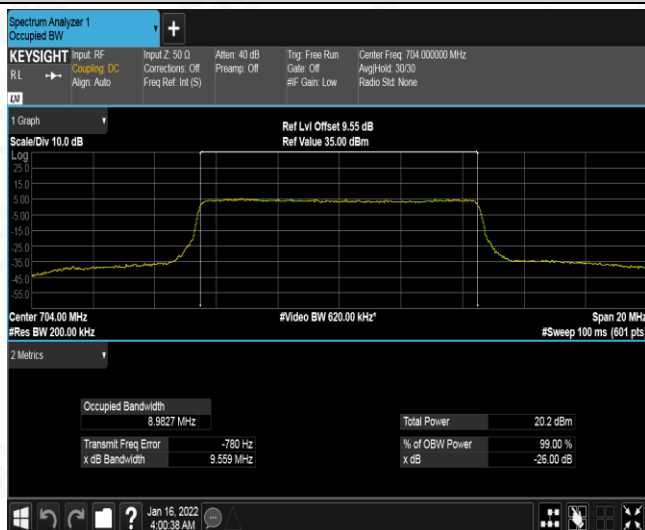 Spectrum Analyzer 1
Occupied BW
+
KEYSIGHT
RL
LXI
Input: RF
Coupling: DC
Align: Auto
Input Z: 50 Ω
Corrections: Off
Freq Ref: Int (S)
Atten: 40 dB
Preamp: Off
Trig: Free Run
Gate: Off
#IF Gain: Low
Center Freq: 704.000000 MHz
Avg|Hold: 30/30
Radio Std: None
1 Graph
Scale/Div 10.0 dB
Ref Lvl Offset 9.55 dB
Ref Value 35.00 dBm
Log
25.0
15.0
5.00
-5.00
-15.0
-25.0
-35.0
-45.0
-55.0
Center 704.00 MHz
#Res BW 200.00 kHz
#Video BW 620.00 kHz*
Span 20 MHz
#Sweep 100 ms (601 pts)
2 Metrics
Occupied Bandwidth
8.9827 MHz
Transmit Freq Error -780 Hz
x dB Bandwidth 9.559 MHz
Total Power 20.2 dBm
% of OBW Power 99.00 %
x dB -26.00 dB
?
Jan 16, 2022
4:00:38 AM